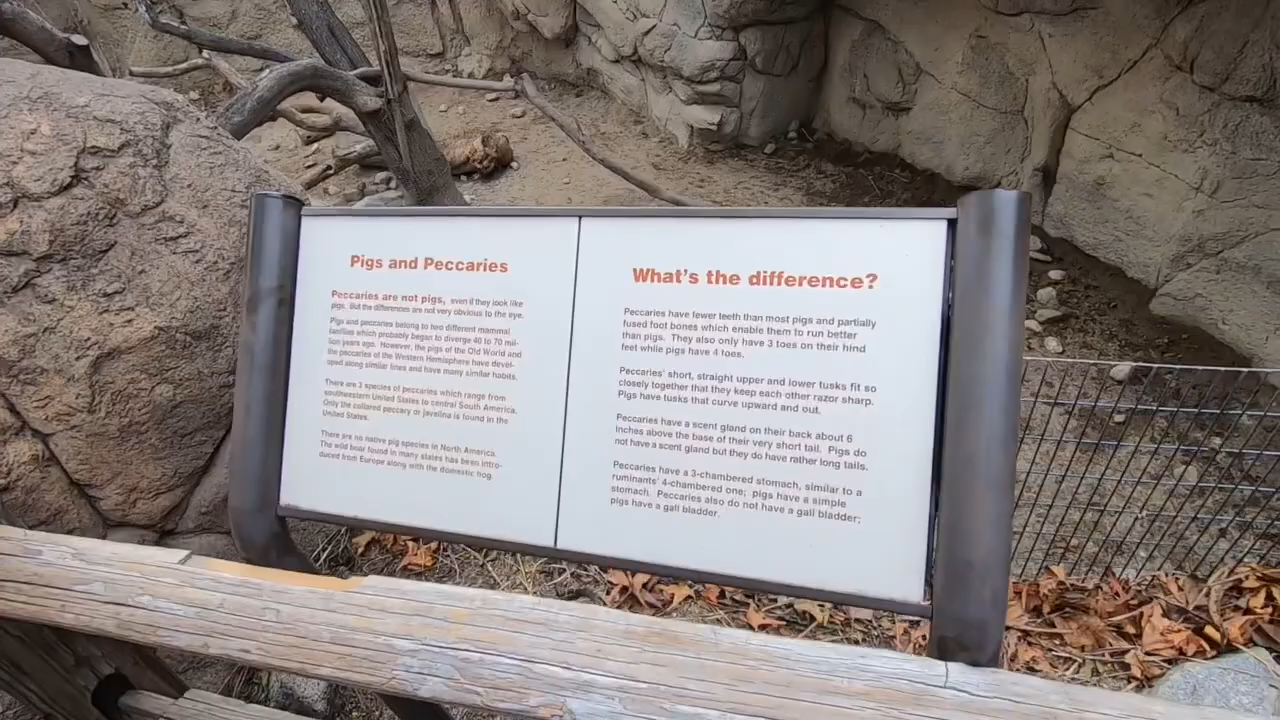 Pigs and Peccaries
Peccaries are not pigs, even if they look like
pigs. But the differences are not very obvious to the eye.
Pigs and peccaries belong to two different mammal
families which probably began to diverge 40 to 70 mil-
lion years ago. However, the pigs of the Old World and
the peccaries of the Western Hemisphere have devel-
oped along similar lines and have many similar habits.
There are 3 species of peccaries which range from
southwestern United States to central South America.
Only the collared peccary or javelina is found in the
United States.
There are no native pig species in North America.
The wild boar found in many states has been intro-
duced from Europe along with the domestic hog.
What's the difference?
Peccaries have fewer teeth than most pigs and partially
fused foot bones which enable them to run better
than pigs. They also only have 3 toes on their hind
feet while pigs have 4 toes.
Peccaries' short, straight upper and lower tusks fit so
closely together that they keep each other razor sharp.
Pigs have tusks that curve upward and out.
Peccaries have a scent gland on their back about 6
inches above the base of their very short tail. Pigs do
not have a scent gland but they do have rather long tails.
Peccaries have a 3-chambered stomach, similar to a
ruminants' 4-chambered one; pigs have a simple
stomach. Peccaries also do not have a gall bladder;
pigs have a gall bladder.